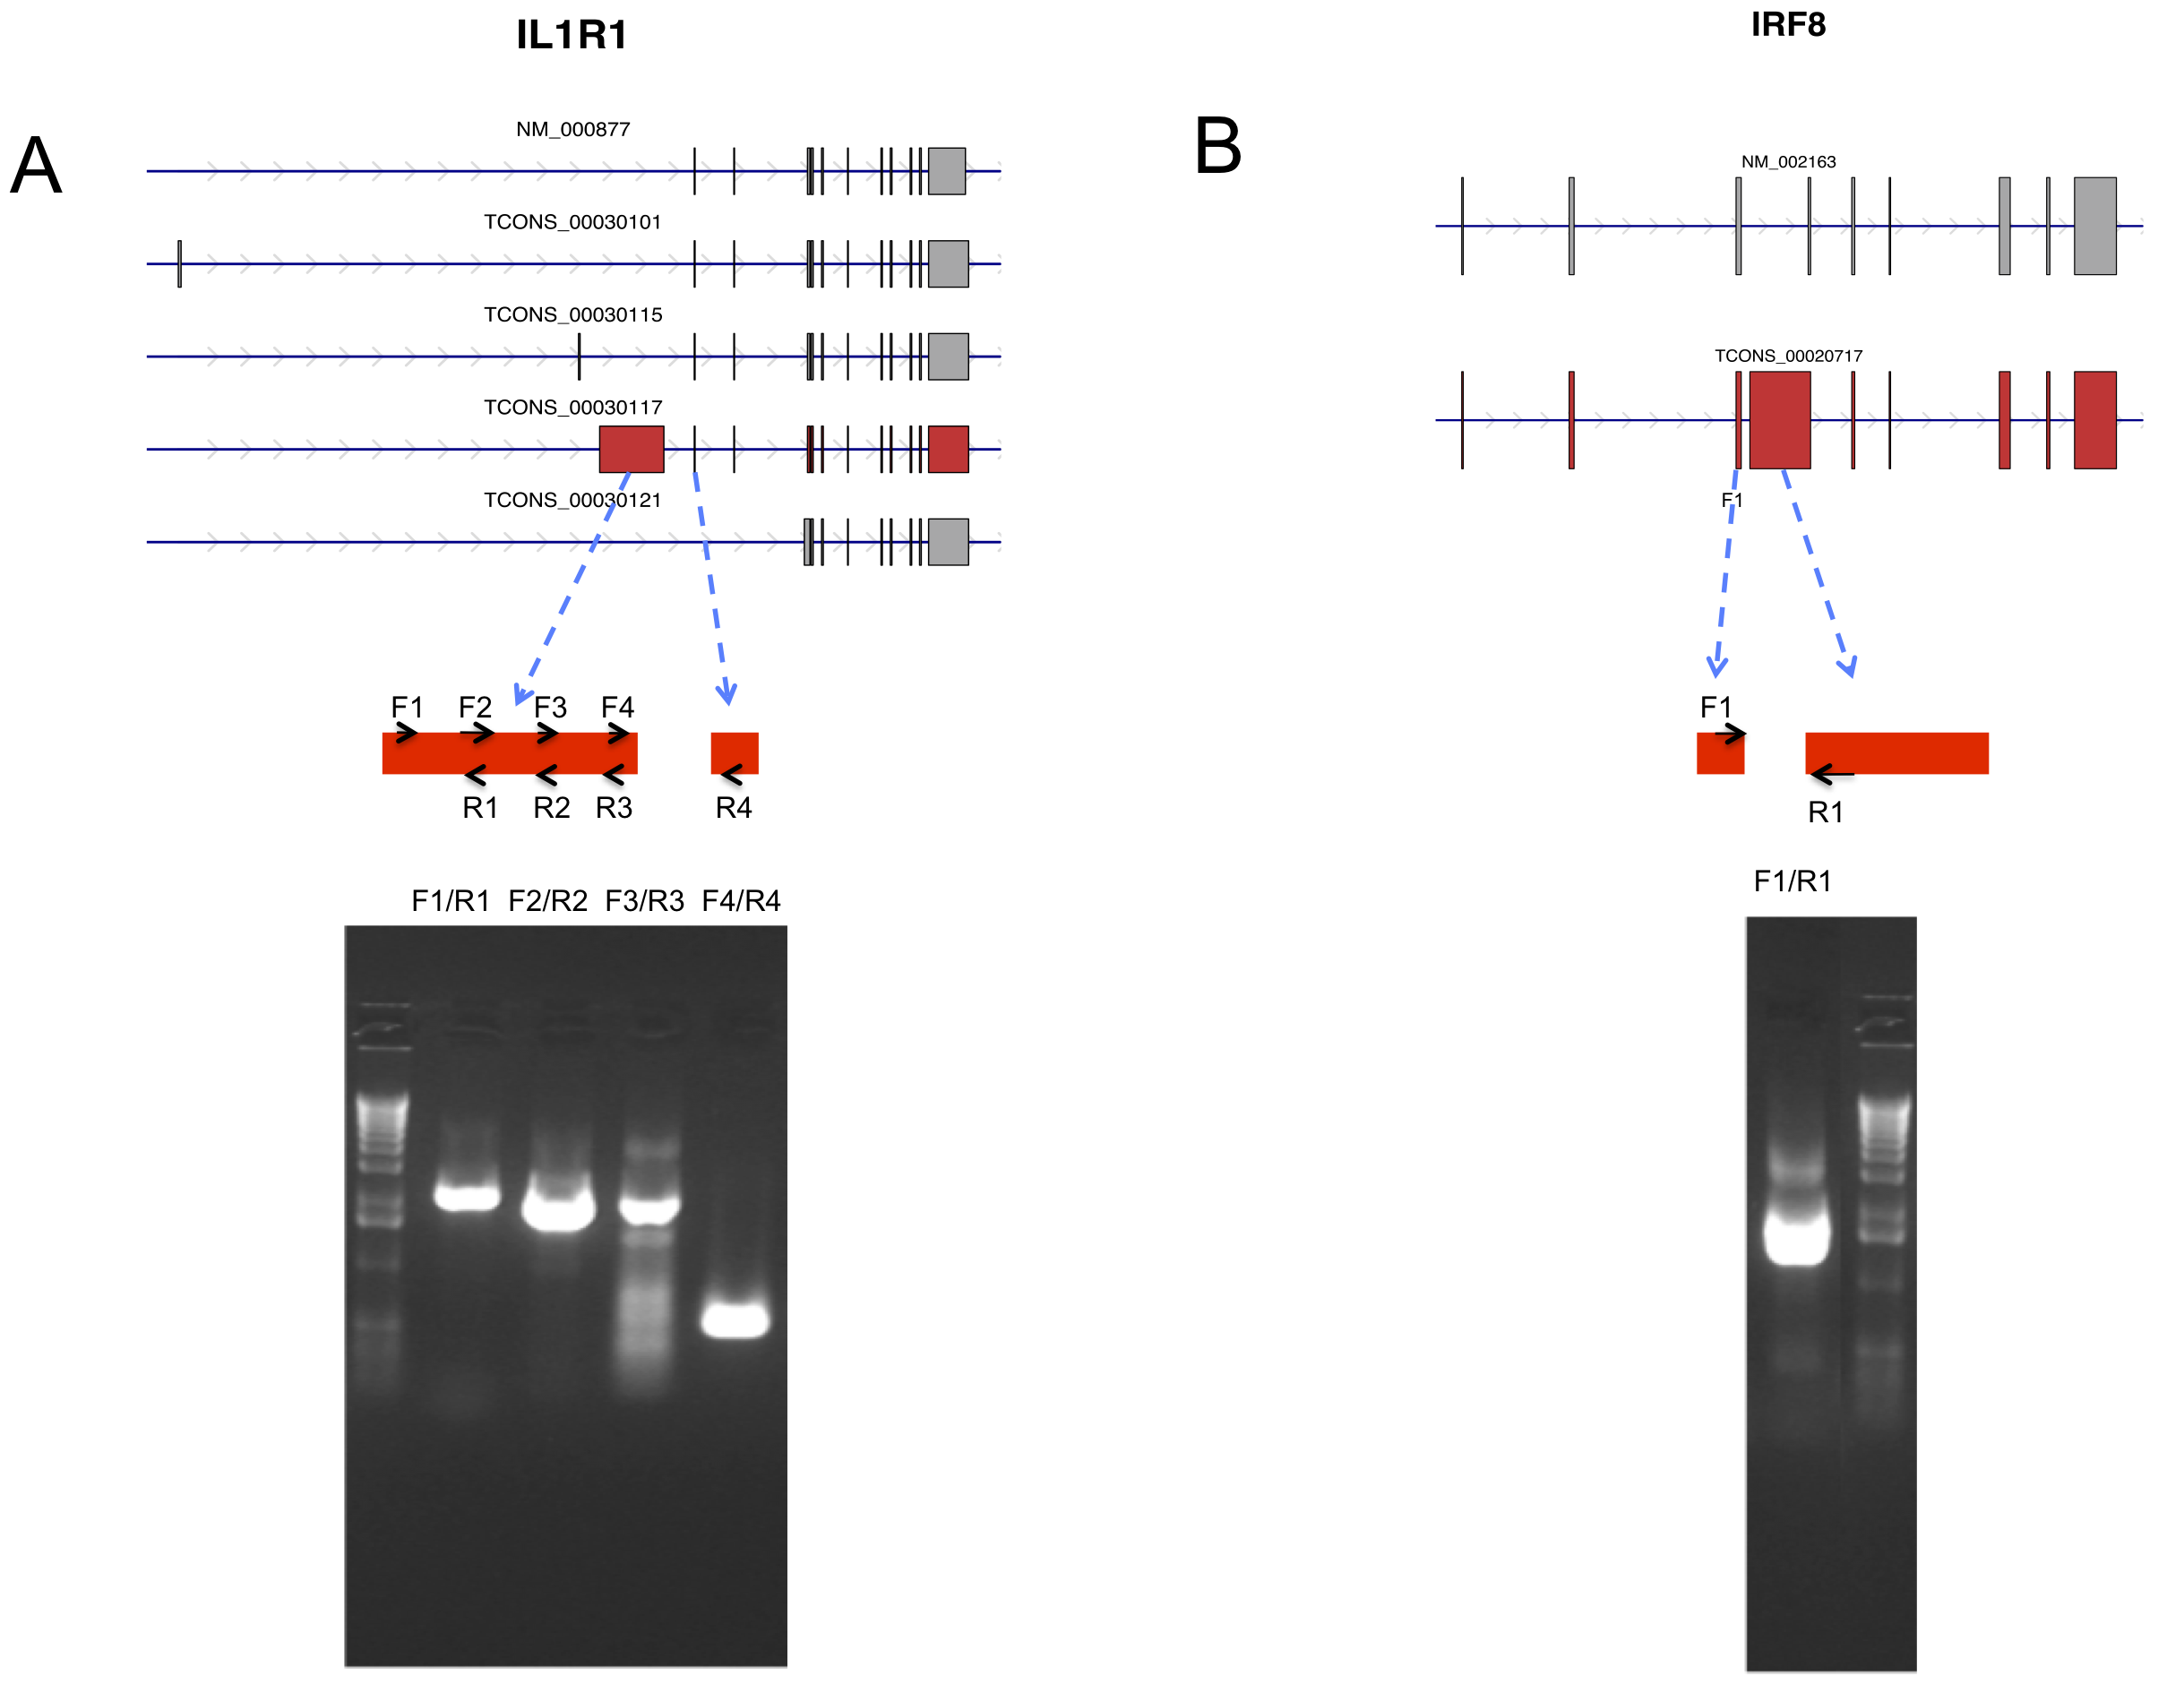 IL1R1
A
NM_000877
TCONS_00030101
TCONS_00030115
TCONS_00030117
TCONS_00030121
F1 F2 F3 F4
R1 R2 R3 R4
F1/R1 F2/R2 F3/R3 F4/R4
IRF8
B
NM_002163
TCONS_00020717
F1
F1
R1
F1/R1